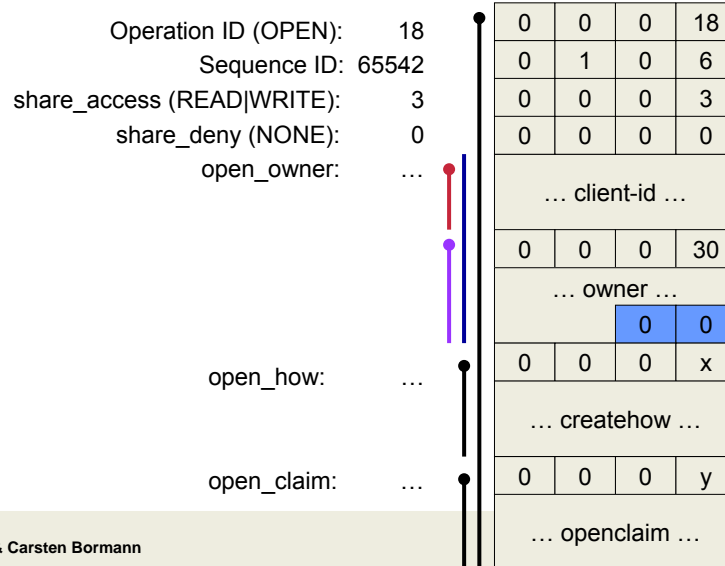 Operation ID (OPEN): 18 0 0 0 18
Sequence ID: 65542 0 1 0 6
share_access (READ|WRITE): 3 0 0 0 3
share_deny (NONE): 0 0 0 0 0
open_owner: …
… client-id …
0 0 0 30
… owner …
0 0
open_how: … 0 0 0 x
… createhow …
open_claim: … 0 0 0 y
… openclaim …
Carsten Bormann